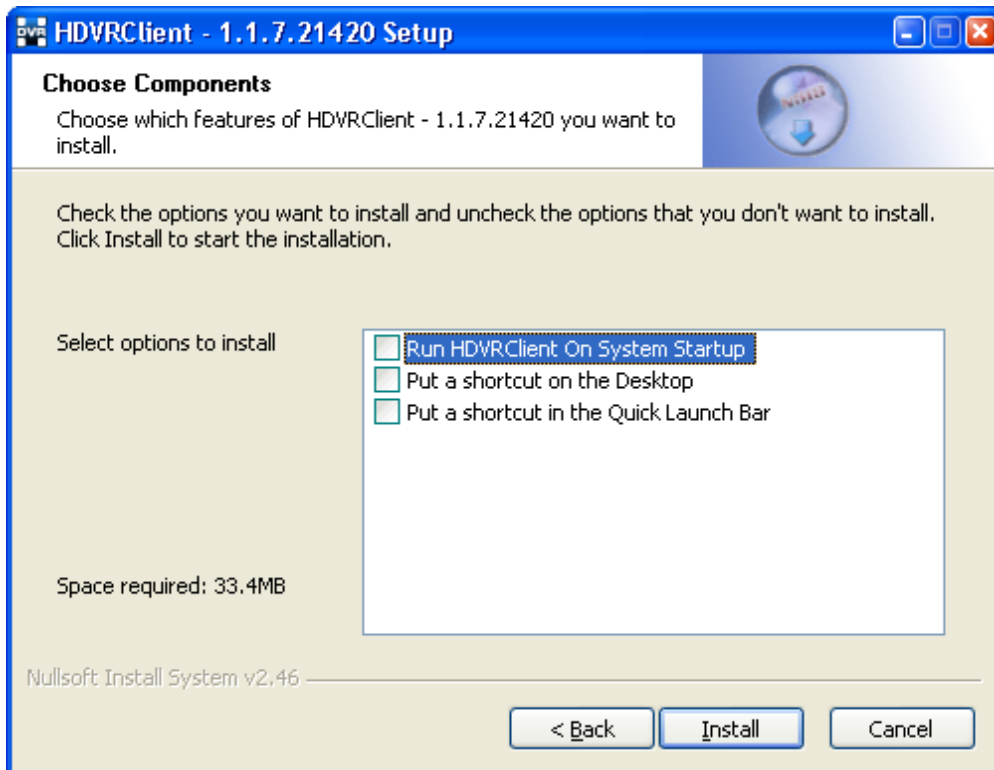 HDVRClient - 1.1.7.21420 Setup
Choose Components
Choose which features of HDVRClient - 1.1.7.21420 you want to
install.
Check the options you want to install and uncheck the options that you don't want to install.
Click Install to start the installation.
Select options to install
Run HDVRClient On System Startup
Put a shortcut on the Desktop
Put a shortcut in the Quick Launch Bar
Space required: 33.4MB
Nullsoft Install System v2.46
< Back
Install
Cancel